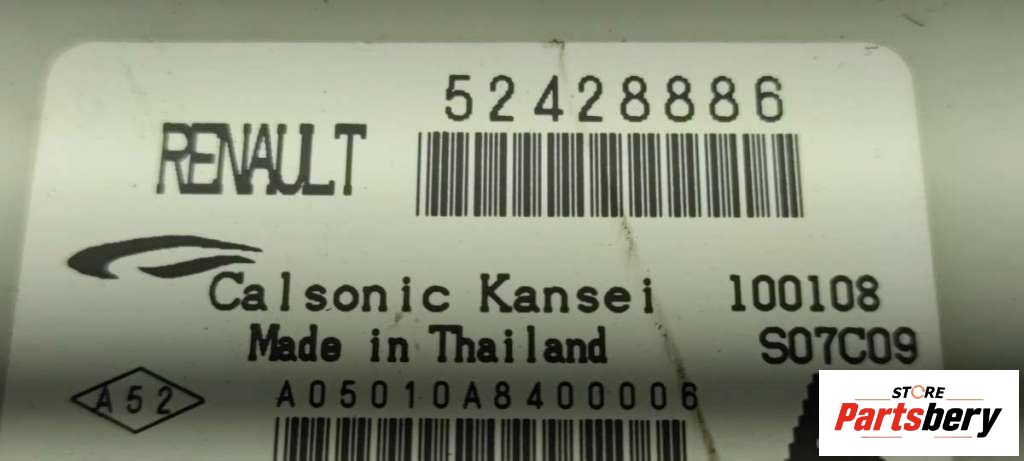 52428886
RENAULT
Calsonic Kansei 100108
Made in Thailand S07C09
A52 A05010A8400006
STORE
Partsbery